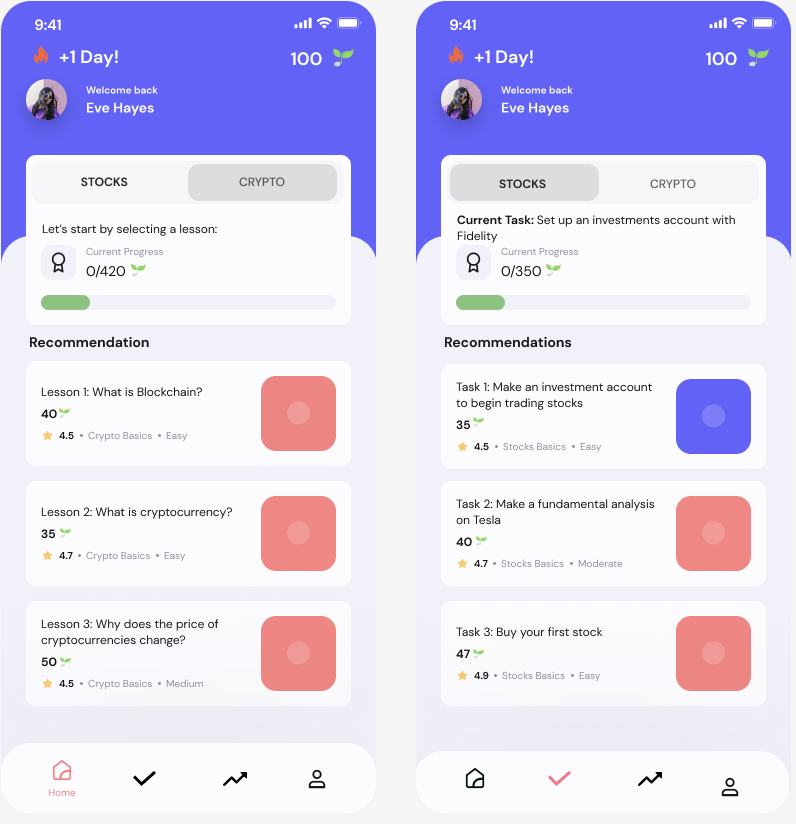 9:41
+1 Day!
100
Welcome back
Eve Hayes
STOCKS
CRYPTO
Let's start by selecting a lesson:
Current Progress
0/420
Recommendation
Lesson 1: What is Blockchain?
40
4.5 • Crypto Basics • Easy
Lesson 2: What is cryptocurrency?
35
4.7 • Crypto Basics • Easy
Lesson 3: Why does the price of
cryptocurrencies change?
50
4.5 • Crypto Basics • Medium
Home
9:41
+1 Day!
100
Welcome back
Eve Hayes
STOCKS
CRYPTO
Current Task: Set up an investments account with
Fidelity
Current Progress
0/350
Recommendations
Task 1: Make an investment account
to begin trading stocks
35
4.5 • Stocks Basics • Easy
Task 2: Make a fundamental analysis
on Tesla
40
4.7 • Stocks Basics • Moderate
Task 3: Buy your first stock
47
4.9 • Stocks Basics • Easy